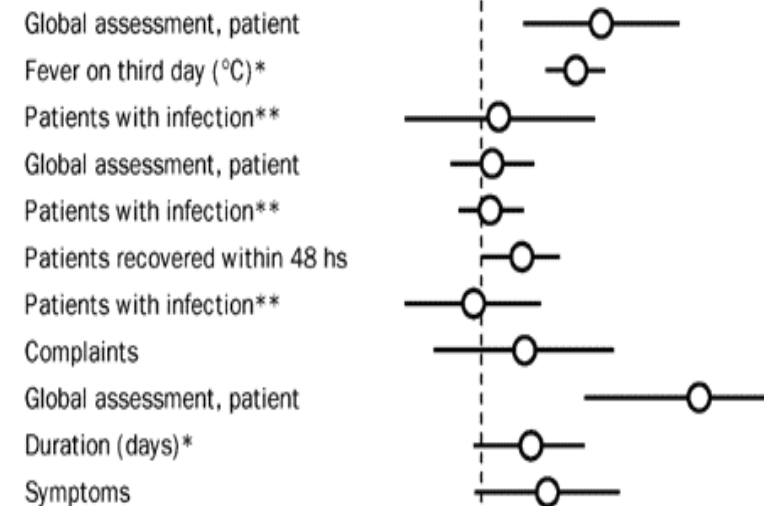 Global assessment, patient
Fever on third day (°C)*
Patients with infection**
Global assessment, patient
Patients with infection**
Patients recovered within 48 hs
Patients with infection**
Complaints
Global assessment, patient
Duration (days)*
Symptoms